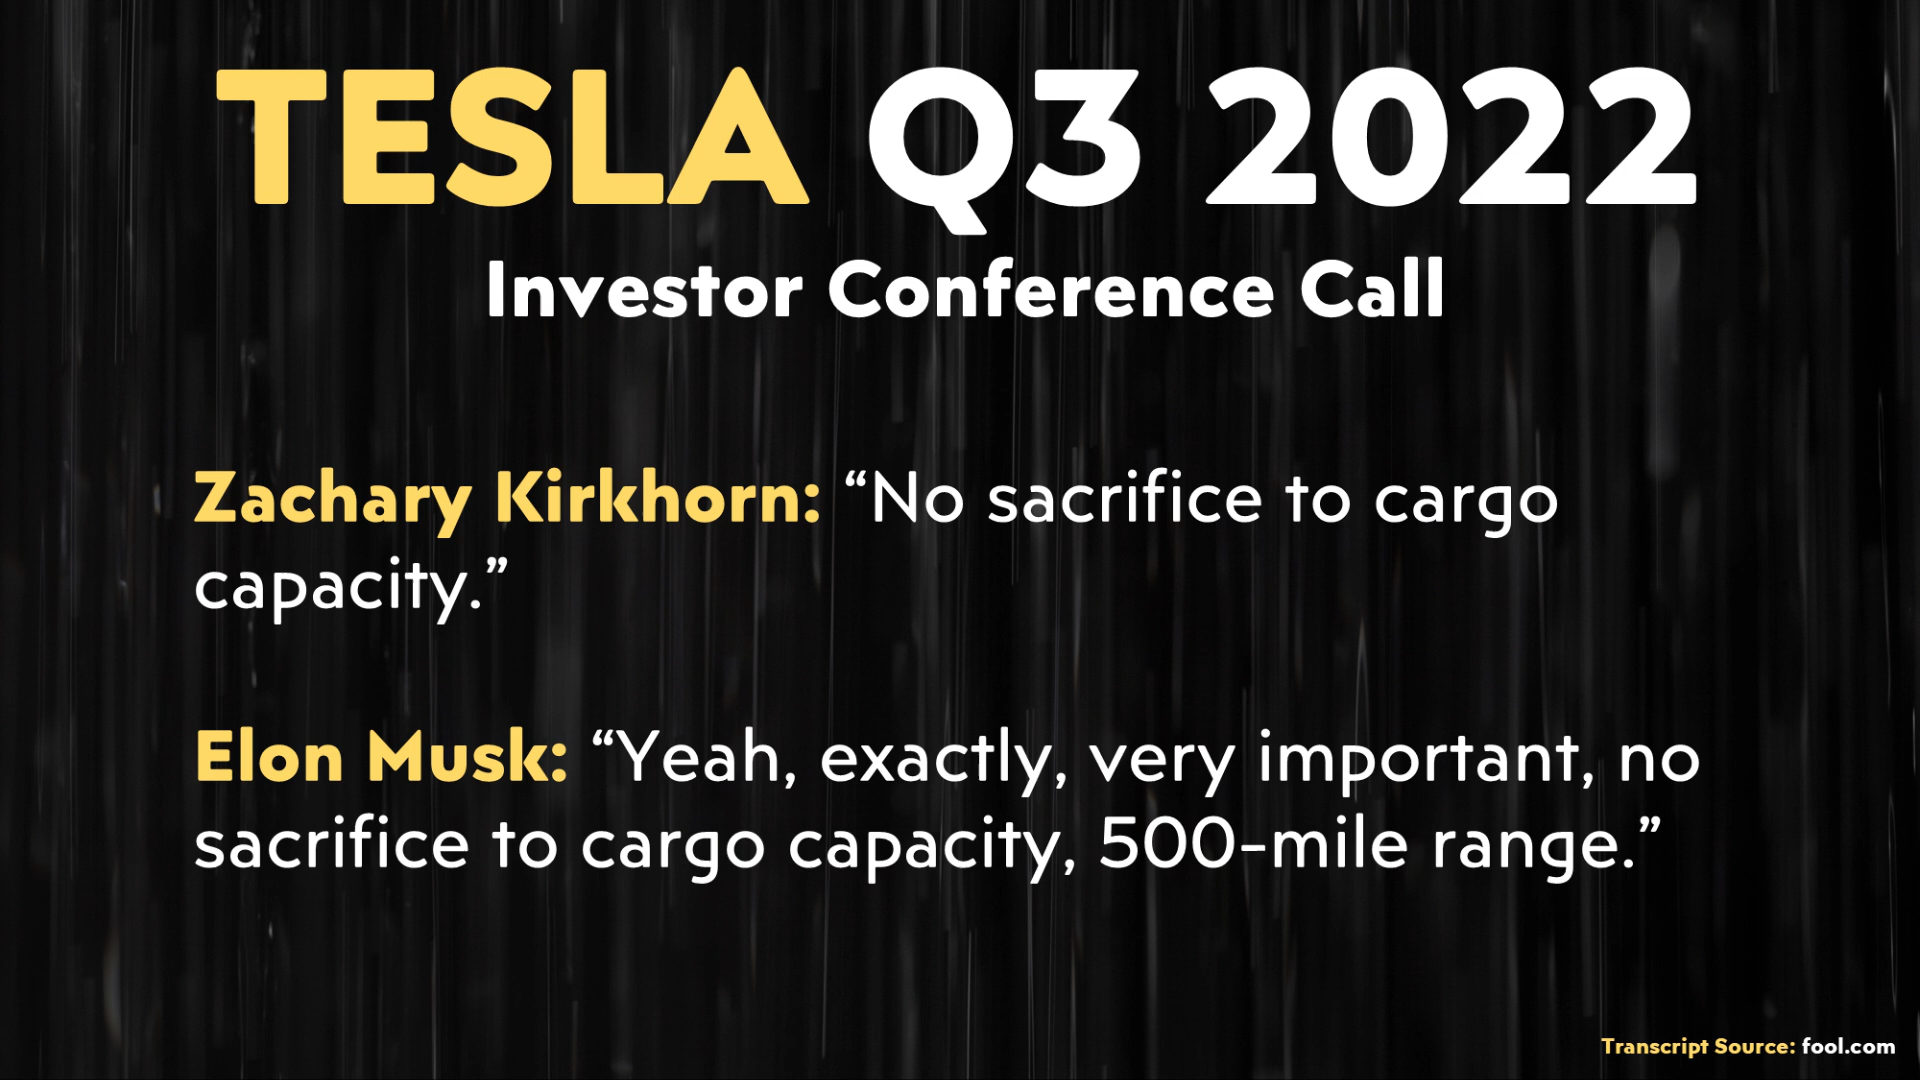 TESLA Q3 2022
Investor Conference Call
Zachary Kirkhorn: “No sacrifice to cargo
capacity.”
Elon Musk: “Yeah, exactly, very important, no
sacrifice to cargo capacity, 500-mile range.”
Transcript Source: fool.com